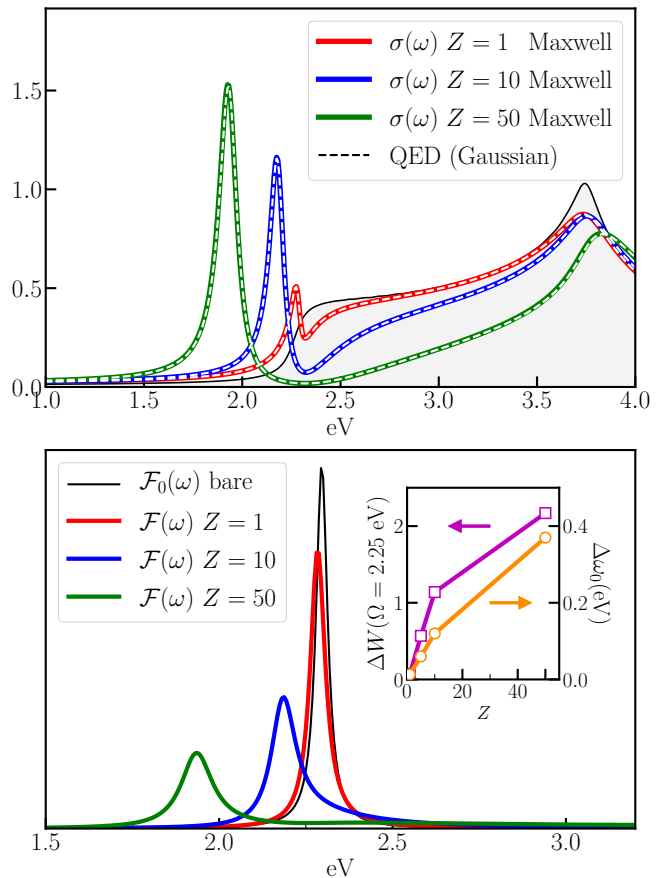 σ(ω) Z = 1 Maxwell
σ(ω) Z = 10 Maxwell
σ(ω) Z = 50 Maxwell
QED (Gaussian)
1.5
1.0
0.5
0.0
1.0 1.5 2.0 2.5 3.0 3.5 4.0
eV
ℱ₀(ω) bare
ℱ(ω) Z = 1
ℱ(ω) Z = 10
ℱ(ω) Z = 50
ΔW(Ω = 2.25 eV)
2
1
0
0.4
0.2
0.0
Δω₀(eV)
0 20 40
Z
1.5 2.0 2.5 3.0
eV